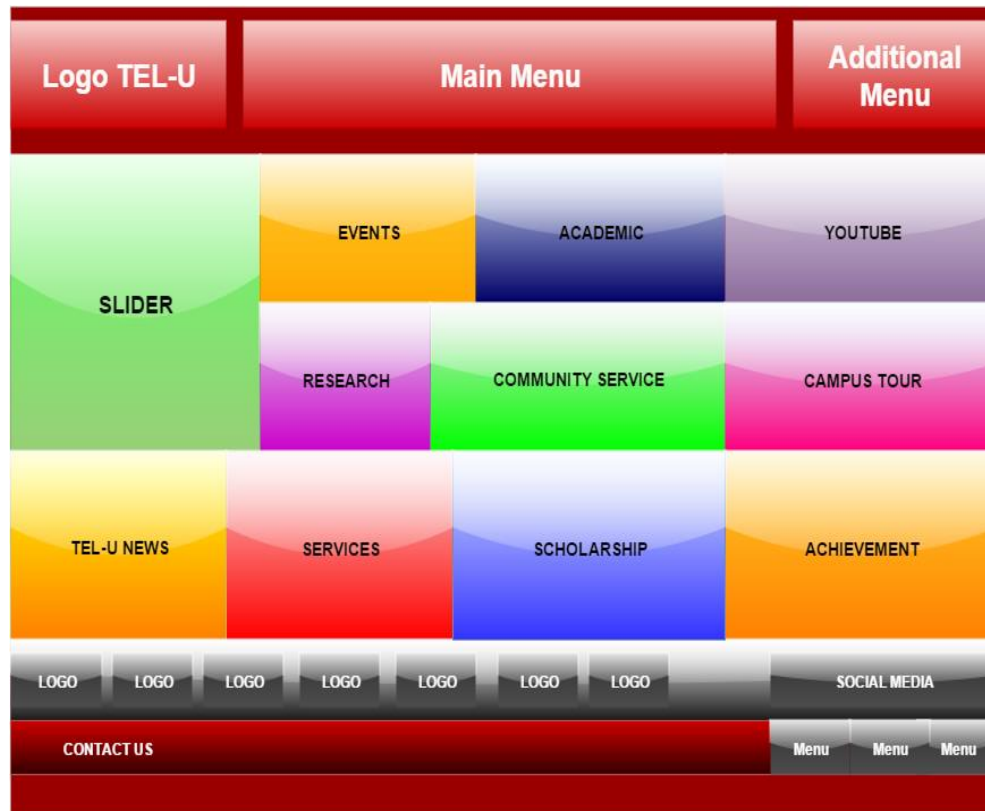 Logo TEL-U
Main Menu
Additional
Menu
SLIDER
EVENTS
ACADEMIC
YOUTUBE
RESEARCH
COMMUNITY SERVICE
CAMPUS TOUR
TEL-U NEWS
SERVICES
SCHOLARSHIP
ACHIEVEMENT
LOGO
LOGO
LOGO
LOGO
LOGO
LOGO
LOGO
SOCIAL MEDIA
CONTACT US
Menu
Menu
Menu